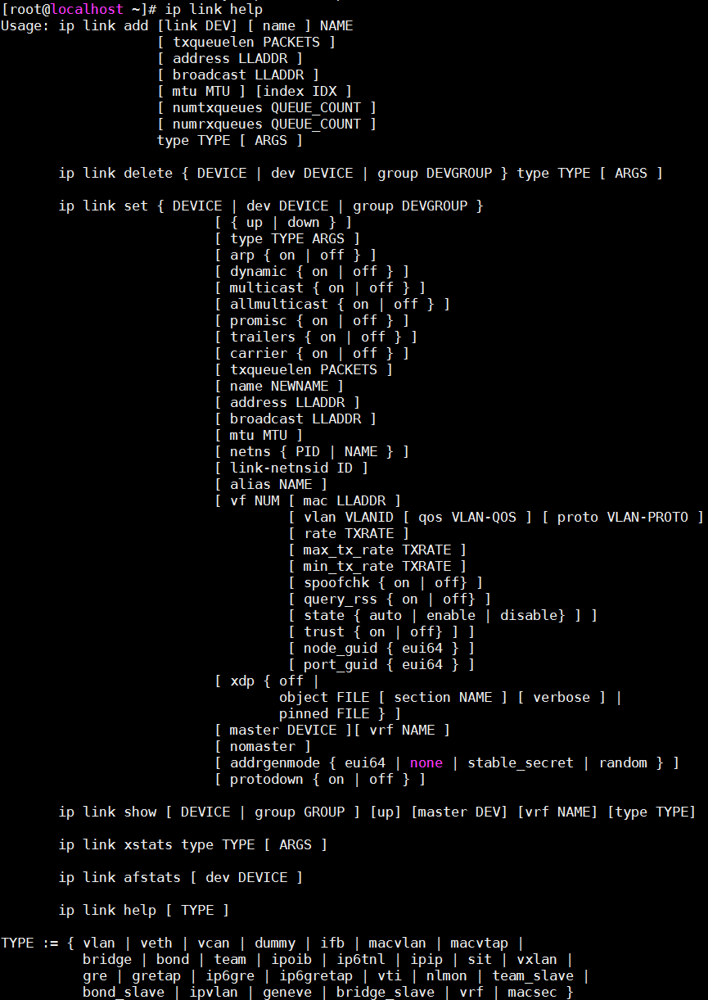 [root@localhost ~]# ip link help
Usage: ip link add [link DEV] [ name ] NAME
                   [ txqueuelen PACKETS ]
                   [ address LLADDR ]
                   [ broadcast LLADDR ]
                   [ mtu MTU ] [index IDX ]
                   [ numtxqueues QUEUE_COUNT ]
                   [ numrxqueues QUEUE_COUNT ]
                   type TYPE [ ARGS ]

       ip link delete { DEVICE | dev DEVICE | group DEVGROUP } type TYPE [ ARGS ]

       ip link set { DEVICE | dev DEVICE | group DEVGROUP }
                          [ { up | down } ]
                          [ type TYPE ARGS ]
                          [ arp { on | off } ]
                          [ dynamic { on | off } ]
                          [ multicast { on | off } ]
                          [ allmulticast { on | off } ]
                          [ promisc { on | off } ]
                          [ trailers { on | off } ]
                          [ carrier { on | off } ]
                          [ txqueuelen PACKETS ]
                          [ name NEWNAME ]
                          [ address LLADDR ]
                          [ broadcast LLADDR ]
                          [ mtu MTU ]
                          [ netns { PID | NAME } ]
                          [ link-netnsid ID ]
                          [ alias NAME ]
                          [ vf NUM [ mac LLADDR ]
                                   [ vlan VLANID [ qos VLAN-QOS ] [ proto VLAN-PROTO ]
                                   [ rate TXRATE ]
                                   [ max_tx_rate TXRATE ]
                                   [ min_tx_rate TXRATE ]
                                   [ spoofchk { on | off} ]
                                   [ query_rss { on | off} ]
                                   [ state { auto | enable | disable} ] ]
                                   [ trust { on | off} ] ]
                                   [ node_guid { eui64 } ]
                                   [ port_guid { eui64 } ]
                          [ xdp { off |
                                  object FILE [ section NAME ] [ verbose ] |
                                  pinned FILE } ]
                          [ master DEVICE ][ vrf NAME ]
                          [ nomaster ]
                          [ addrgenmode { eui64 | none | stable_secret | random } ]
                          [ protodown { on | off } ]

       ip link show [ DEVICE | group GROUP ] [up] [master DEV] [vrf NAME] [type TYPE]

       ip link xstats type TYPE [ ARGS ]

       ip link afstats [ dev DEVICE ]

       ip link help [ TYPE ]

TYPE := { vlan | veth | vcan | dummy | ifb | macvlan | macvtap |
          bridge | bond | team | ipoib | ip6tnl | ipip | sit | vxlan |
          gre | gretap | ip6gre | ip6gretap | vti | nlmon | team_slave |
          bond_slave | ipvlan | geneve | bridge_slave | vrf | macsec }